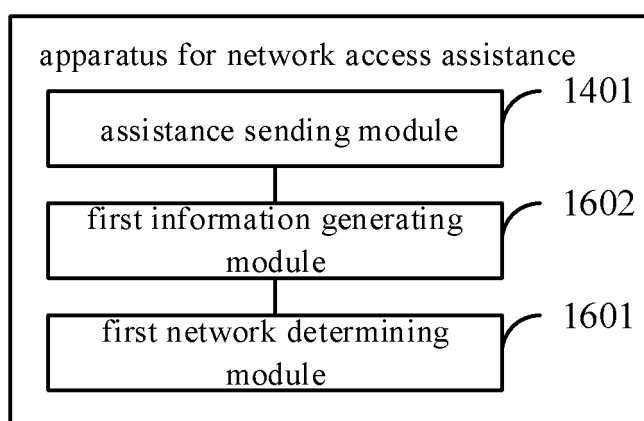 apparatus for network access assistance
1401
assistance sending module
1602
first information generating
module
1601
first network determining
module